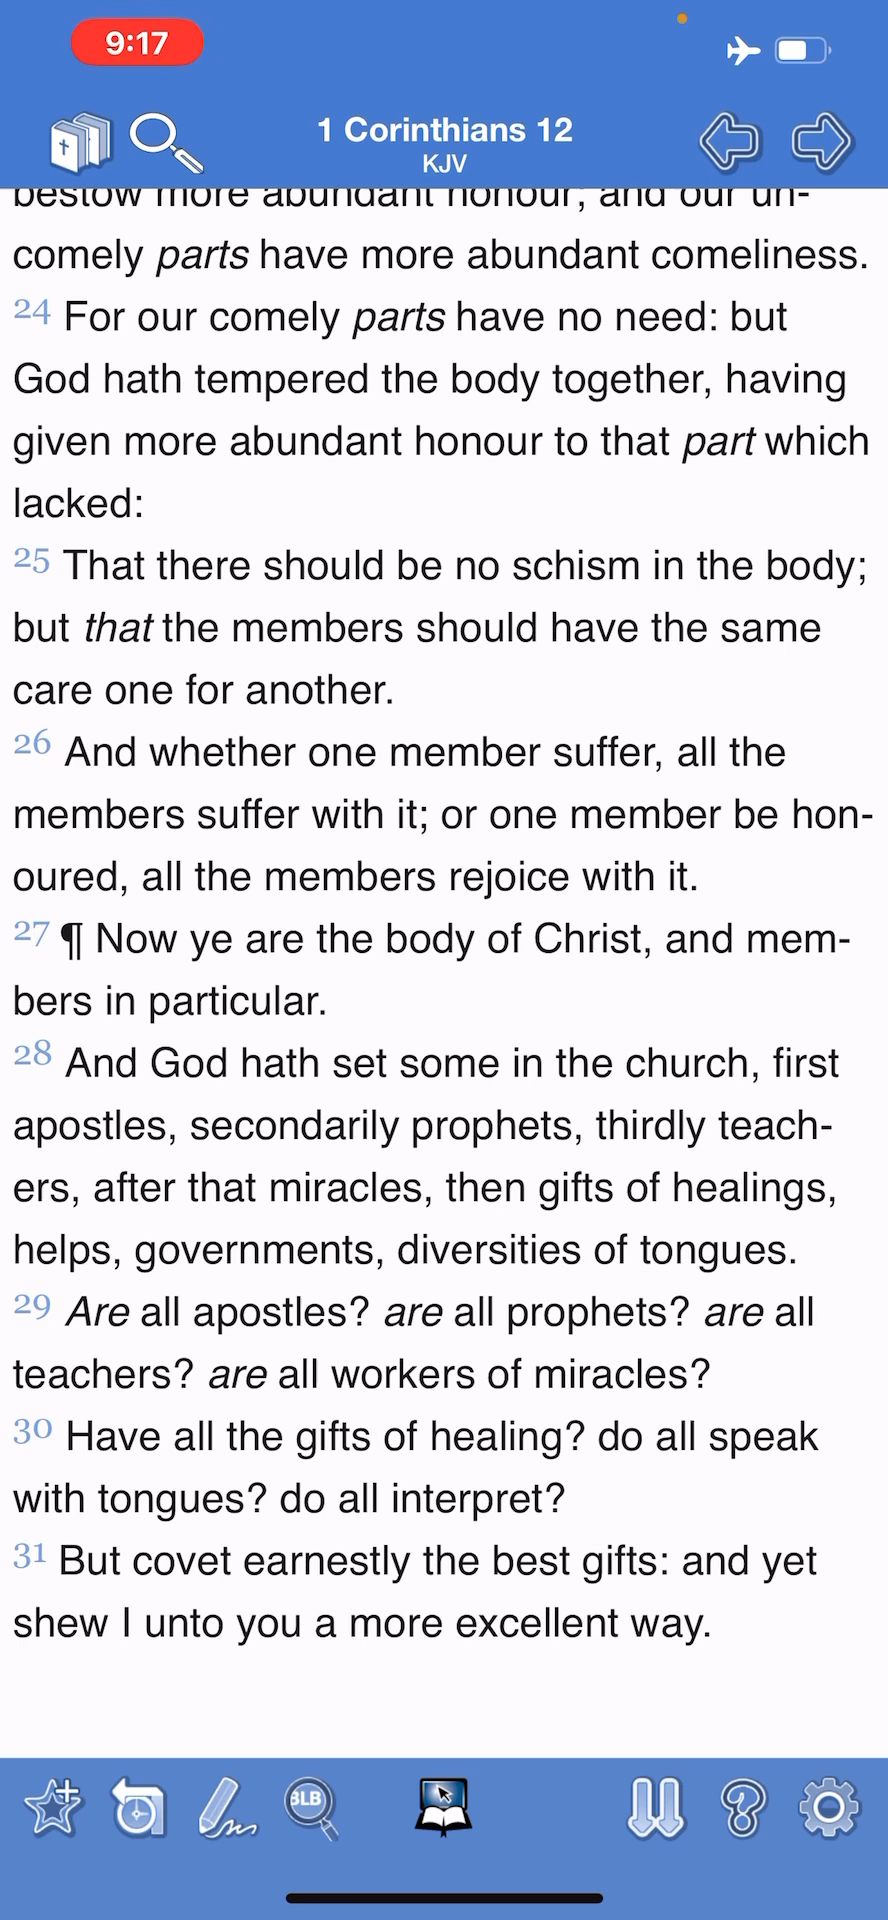 9:17
1 Corinthians 12
KJV
bestow more abundant honour; and our un-
comely parts have more abundant comeliness.
24 For our comely parts have no need: but
God hath tempered the body together, having
given more abundant honour to that part which
lacked:
25 That there should be no schism in the body;
but that the members should have the same
care one for another.
26 And whether one member suffer, all the
members suffer with it; or one member be hon-
oured, all the members rejoice with it.
27 ¶ Now ye are the body of Christ, and mem-
bers in particular.
28 And God hath set some in the church, first
apostles, secondarily prophets, thirdly teach-
ers, after that miracles, then gifts of healings,
helps, governments, diversities of tongues.
29 Are all apostles? are all prophets? are all
teachers? are all workers of miracles?
30 Have all the gifts of healing? do all speak
with tongues? do all interpret?
31 But covet earnestly the best gifts: and yet
shew I unto you a more excellent way.
BLB